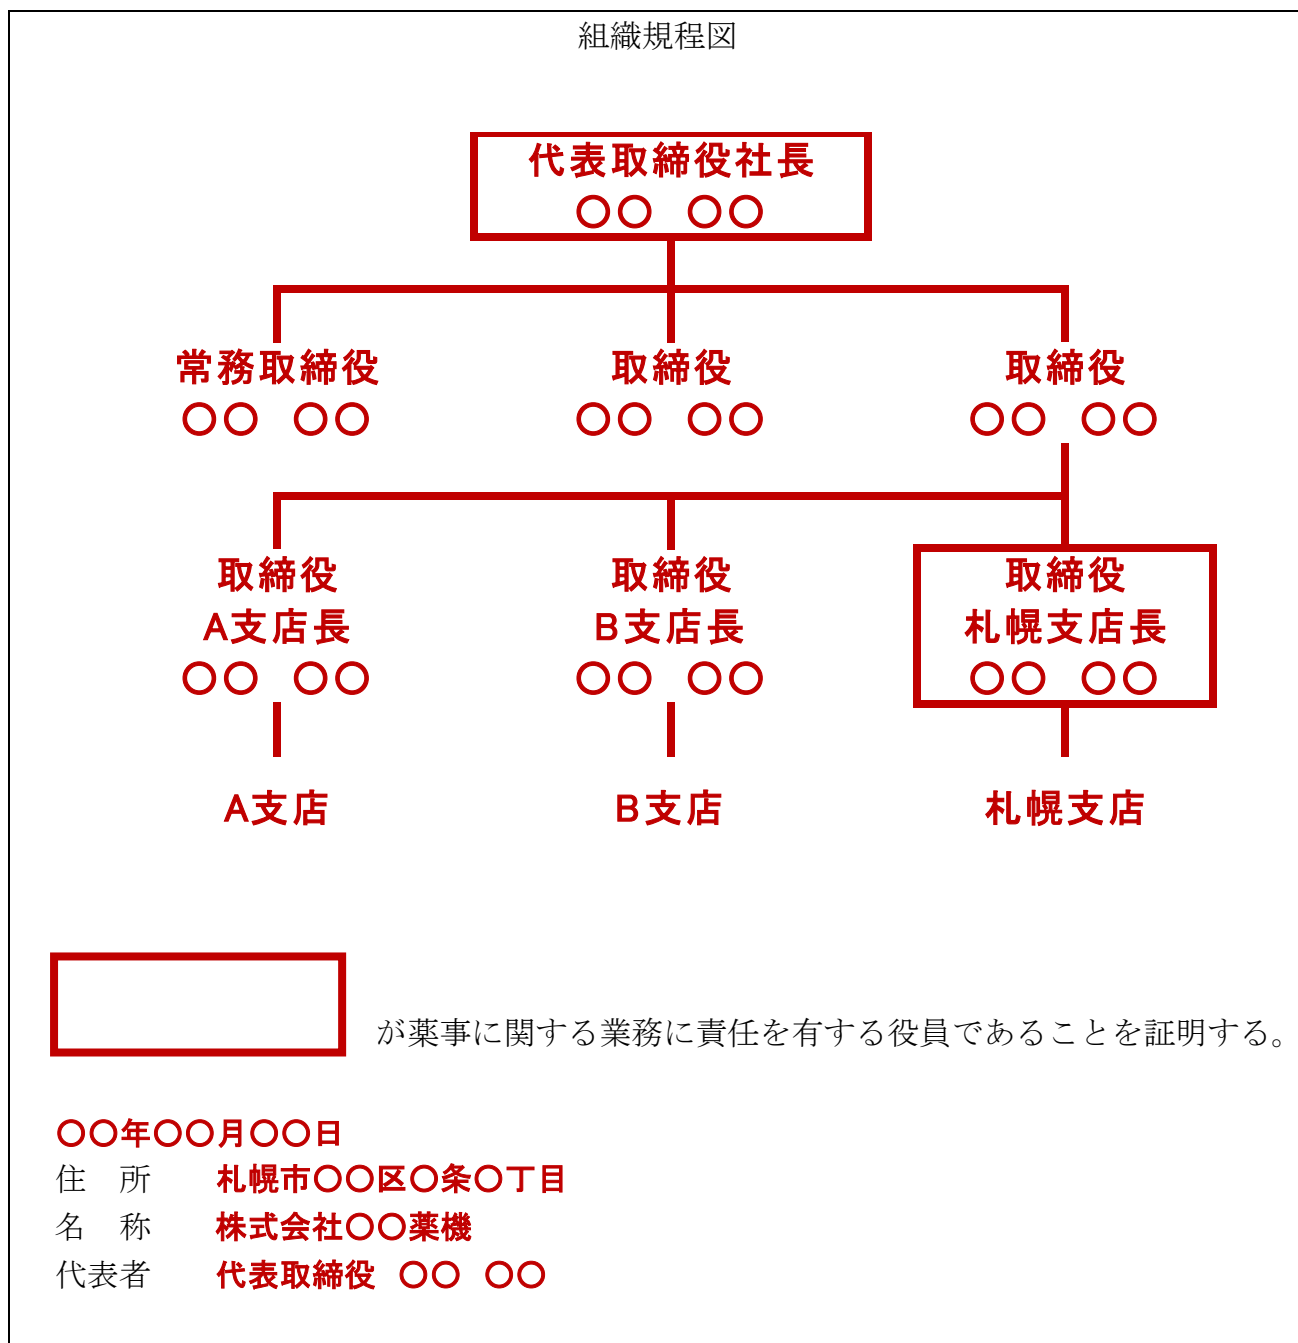 組織規程図
代表取締役社長
〇〇　〇〇
常務取締役
〇〇　〇〇
取締役
〇〇　〇〇
取締役
〇〇　〇〇
取締役
A支店長
〇〇　〇〇
取締役
B支店長
〇〇　〇〇
取締役
札幌支店長
〇〇　〇〇
A支店
B支店
札幌支店
が薬事に関する業務に責任を有する役員であることを証明する。
〇〇年〇〇月〇〇日
住　所　　札幌市〇〇区〇条〇丁目
名　称　　株式会社〇〇薬機
代表者　　代表取締役　〇〇　〇〇